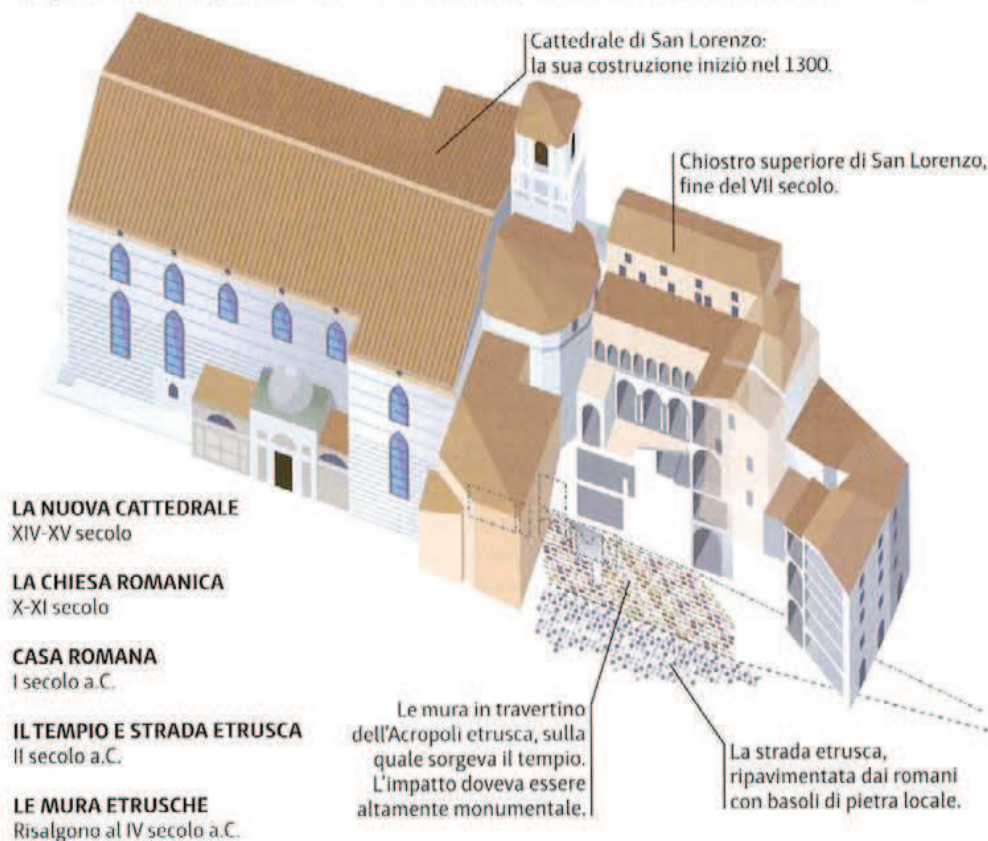 Cattedrale di San Lorenzo:
la sua costruzione iniziò nel 1300.
Chiostro superiore di San Lorenzo,
fine del VII secolo.
LA NUOVA CATTEDRALE
XIV-XV secolo
LA CHIESA ROMANICA
X-XI secolo
CASA ROMANA
I secolo a.C.
IL TEMPIO E STRADA ETRUSCA
II secolo a.C.
LE MURA ETRUSCHE
Risalgono al IV secolo a.C.
Le mura in travertino
dell'Acropoli etrusca, sulla
quale sorgeva il tempio.
L'impatto doveva essere
altamente monumentale.
La strada etrusca,
ripavimentata dai romani
con basoli di pietra locale.